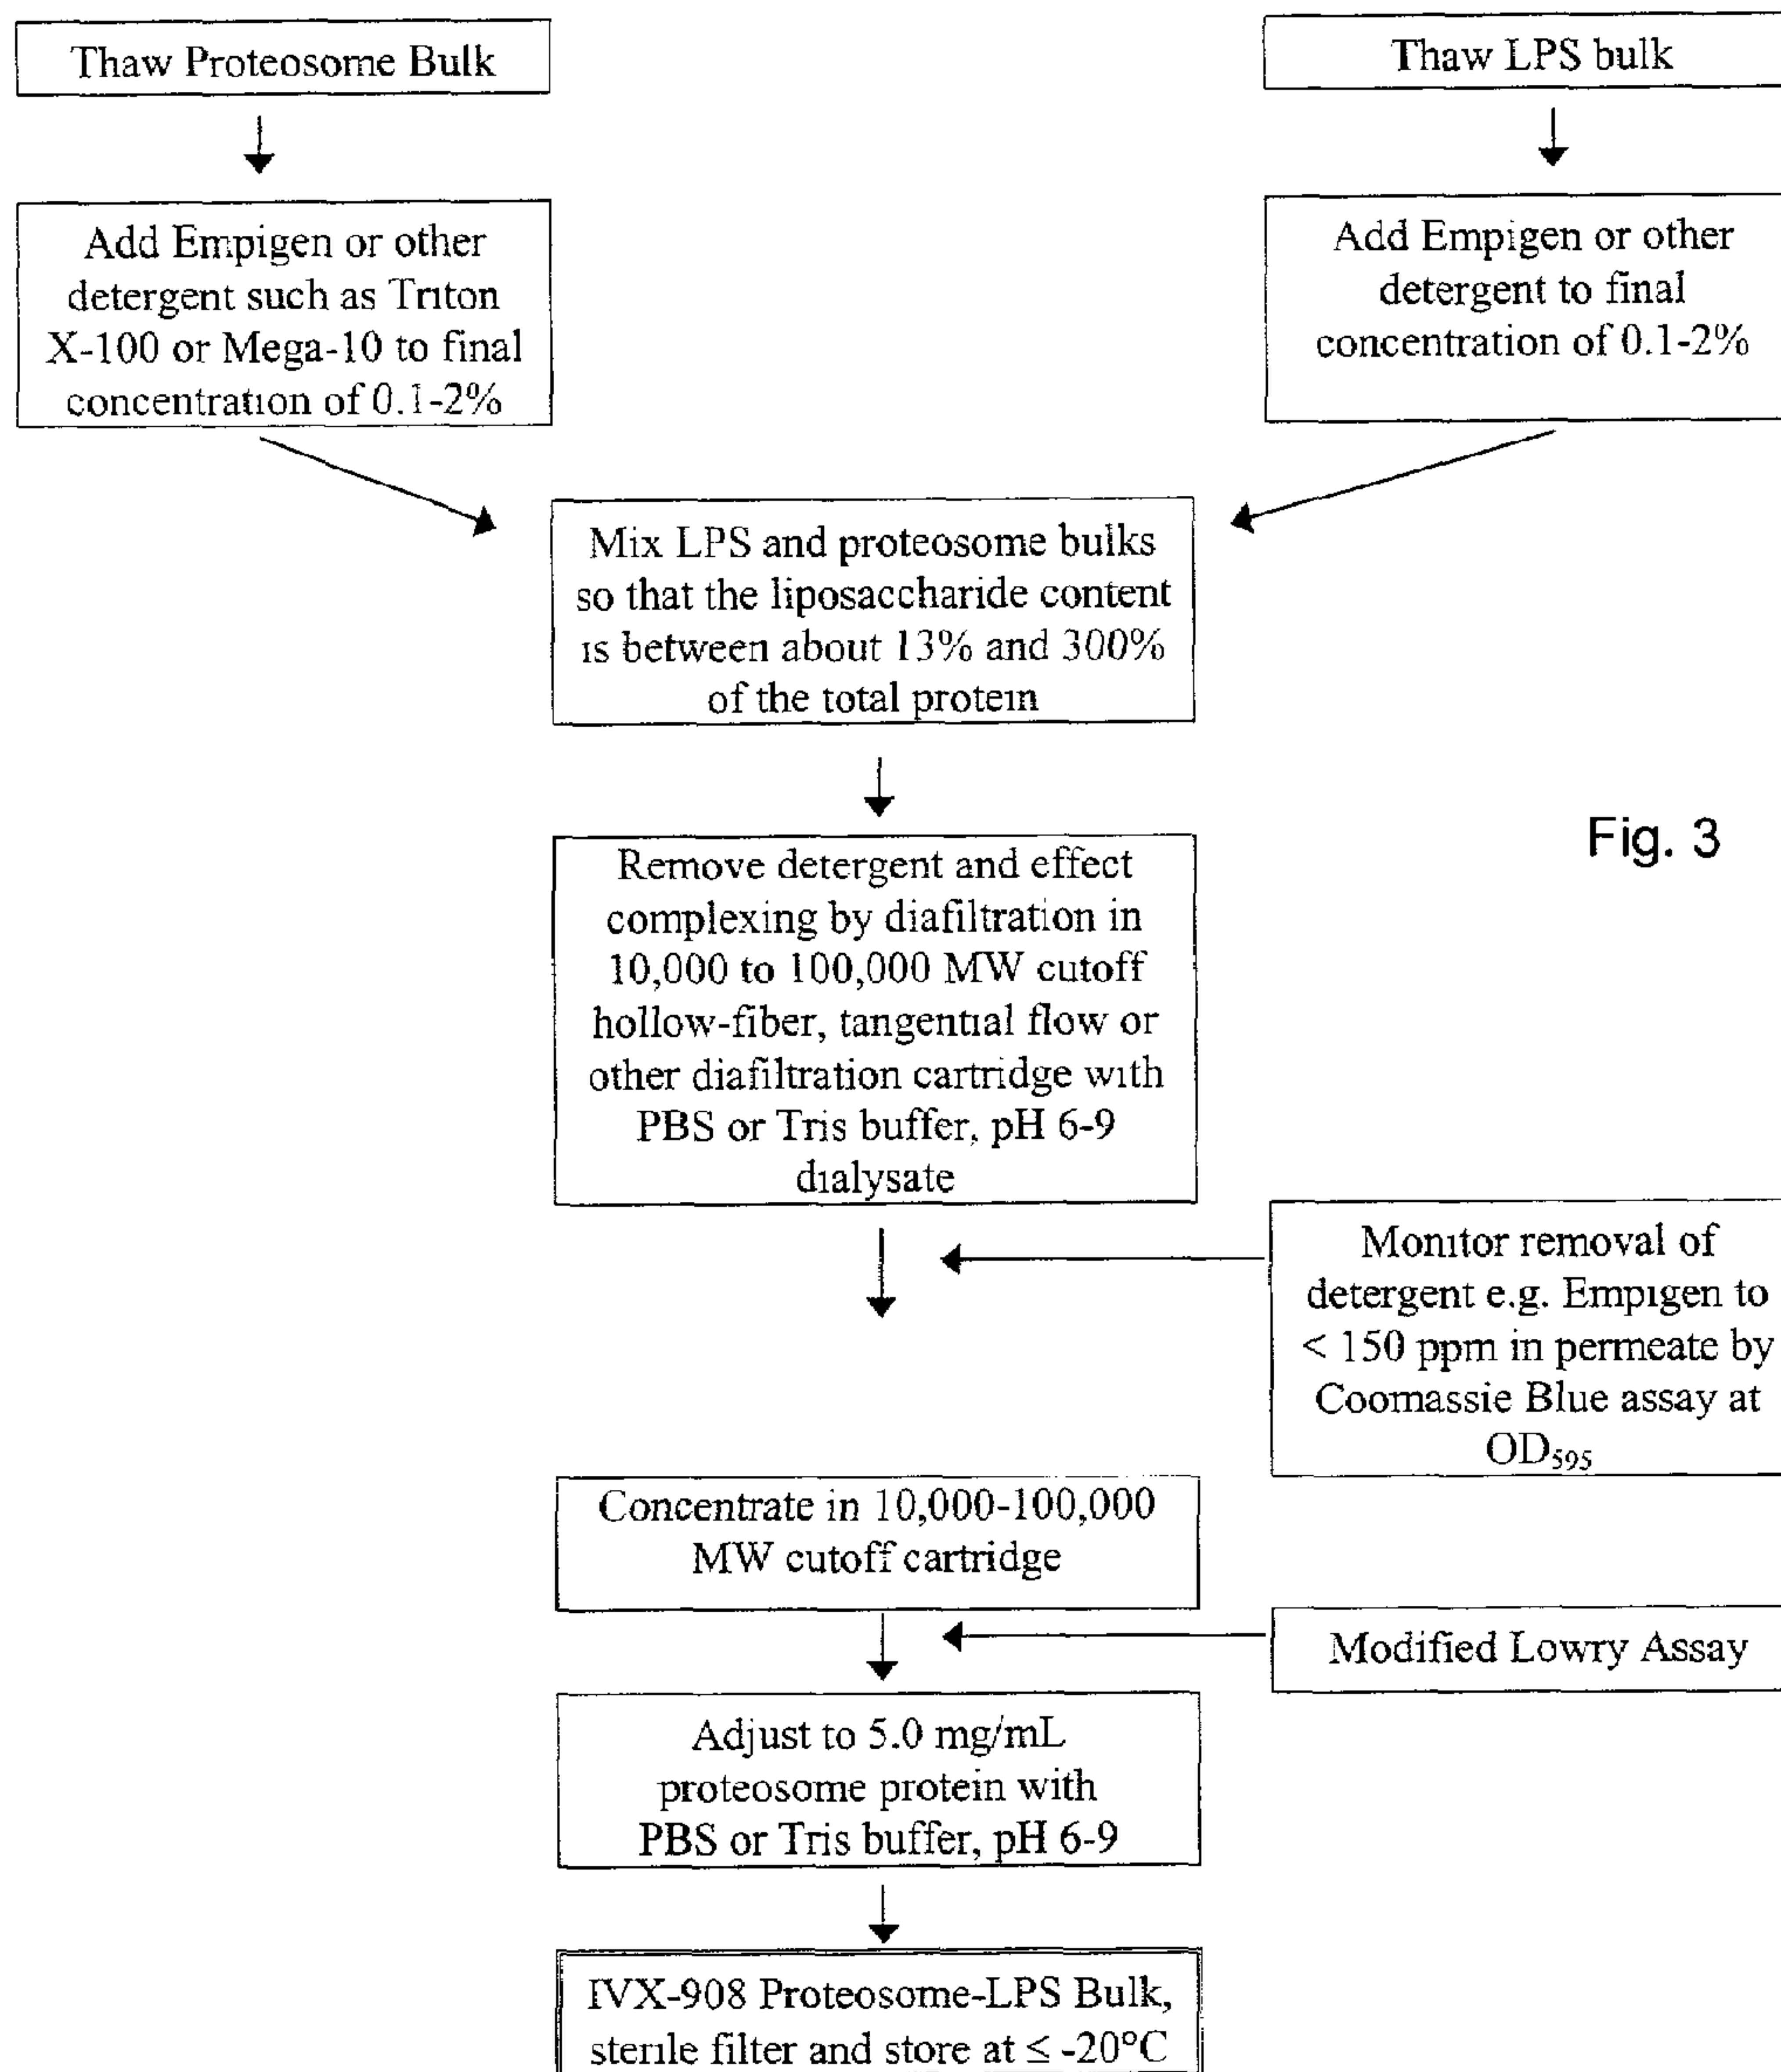 Thaw Proteosome Bulk
Thaw LPS bulk
Add Empigen or other
detergent such as Triton
X-100 or Mega-10 to final
concentration of 0.1-2%
Add Empigen or other
detergent to final
concentration of 0.1-2%
Mix LPS and proteosome bulks
so that the liposaccharide content
is between about 13% and 300%
of the total protein
Fig. 3
Remove detergent and effect
complexing by diafiltration in
10,000 to 100,000 MW cutoff
hollow-fiber, tangential flow or
other diafiltration cartridge with
PBS or Tris buffer, pH 6-9
dialysate
Monitor removal of
detergent e.g. Empigen to
< 150 ppm in permeate by
Coomassie Blue assay at
OD₅₉₅
Concentrate in 10,000-100,000
MW cutoff cartridge
Modified Lowry Assay
Adjust to 5.0 mg/mL
proteosome protein with
PBS or Tris buffer, pH 6-9
IVX-908 Proteosome-LPS Bulk,
sterile filter and store at ≤ -20°C